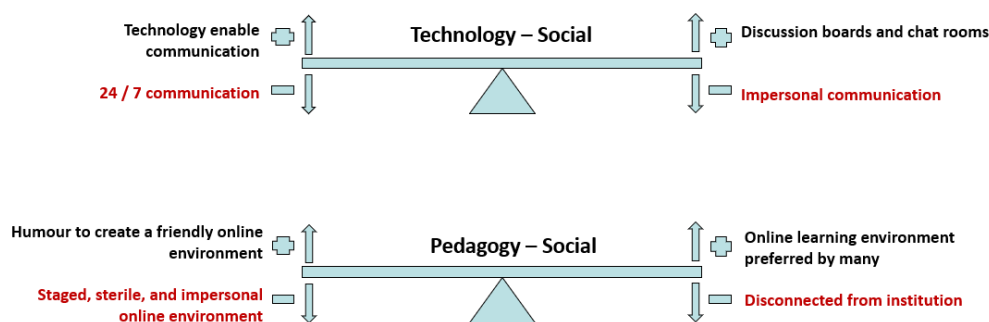 Technology enable
communication
Technology – Social
Discussion boards and chat rooms
24 / 7 communication
Impersonal communication
Humour to create a friendly online
environment
Pedagogy – Social
Online learning environment
preferred by many
Staged, sterile, and impersonal
online environment
Disconnected from institution